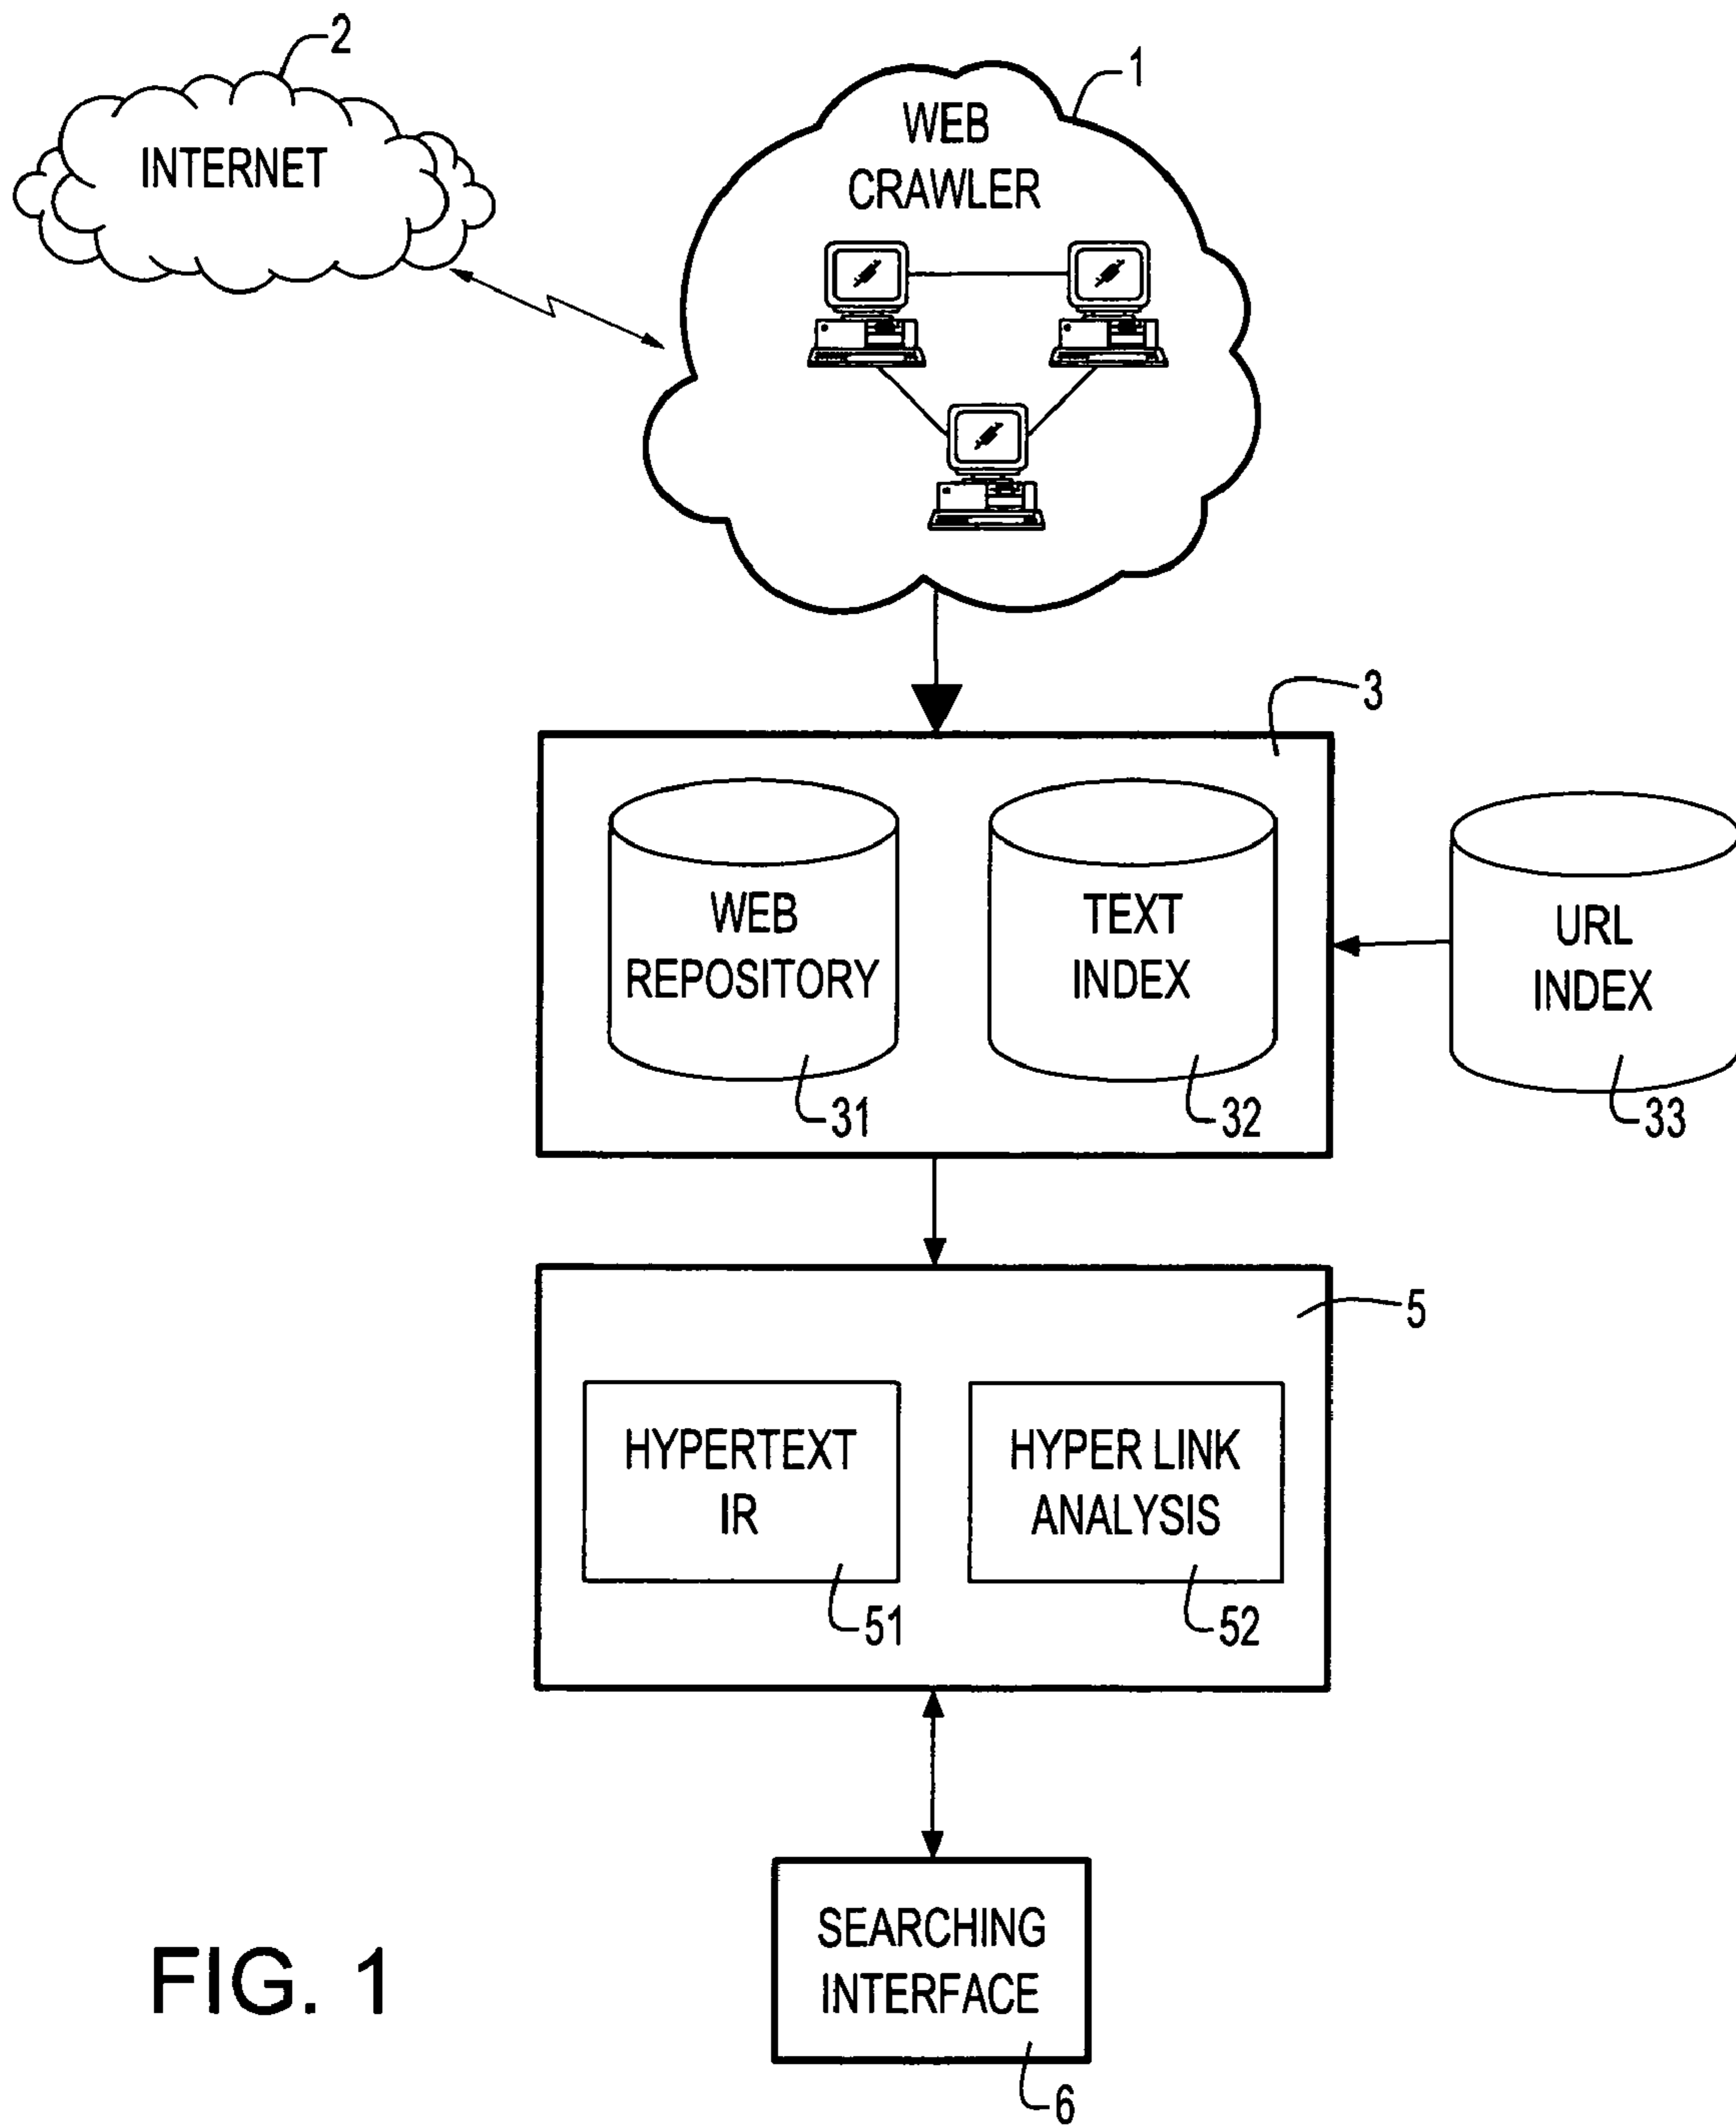 2
INTERNET
1
WEB
CRAWLER
3
WEB
REPOSITORY
31
TEXT
INDEX
32
URL
INDEX
33
5
HYPERTEXT
IR
51
HYPER LINK
ANALYSIS
52
SEARCHING
INTERFACE
6
FIG. 1